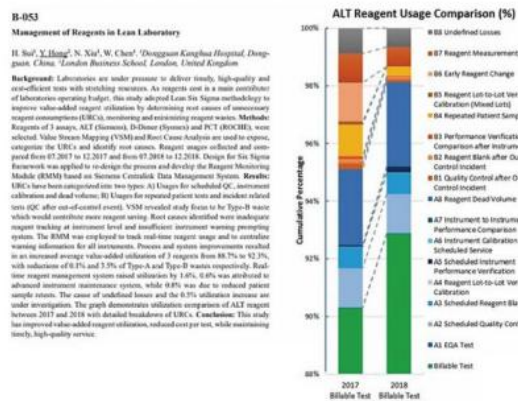 B-053
Management of Reagents in Lean Laboratory
H. Sui¹, Y. Hong², N. Xiu¹, W. Chen¹. ¹Dongguan Kanghua Hospital, Dong-
guan, China, ²London Business School, London, United Kingdom
Background: Laboratories are under pressure to deliver timely, high-quality and
cost-efficient tests with stretching resources. As reagents cost is a main contributor
of laboratories operating budget, this study adopted Lean Six Sigma methodology to
improve value-added reagent utilization by determining root causes of unnecessary
reagent consumptions (URCs), monitoring and minimizing reagent wastes. Methods:
Reagents of 3 assays, ALT (Siemens), D-Dimer (Sysmex) and PCT (ROCHE), were
selected. Value Stream Mapping (VSM) and Root Cause Analysis are used to expose,
categorize the URCs and identify root causes. Reagent usages collected and com-
pared from 07.2017 to 12.2017 and from 07.2018 to 12.2018. Design for Six Sigma
framework was applied to re-design the process and develop the Reagent Monitoring
Module (RMM) based on Siemens Centralink Data Management System. Results:
URCs have been categorized into two types: A) Usages for scheduled QC, instrument
calibration and dead volume; B) Usages for repeated patient tests and incident related
tests (QC after out-of-control event). VSM revealed study focus to be Type-B waste
which would contribute more reagent saving. Root causes identified were inadequate
reagent tracking at instrument level and insufficient instrument warning prompting
system. The RMM was employed to track real-time reagent usage and to centralize
warning information for all instruments. Process and system improvements resulted
in an increased average value-added utilization of 3 reagents from 88.7% to 92.3%,
with reductions of 0.1% and 3.5% of Type-A and Type-B wastes respectively. Real-
time reagent management system raised utilization by 1.6%, 0.6% was attributed to
advanced instrument maintenance system, while 0.8% was due to reduced patient
sample retests. The cause of undefined losses and the 0.5% utilization increase are
under investigation. The graph demonstrates utilization comparison of ALT reagent
between 2017 and 2018 with detailed breakdown of URCs. Conclusion: This study
has improved value-added reagent utilization, reduced cost per test, while maintaining
timely, high-quality service.
ALT Reagent Usage Comparison (%)
Cumulative Percentage
100%
98%
96%
94%
92%
90%
88%
2017
Billable Test
2018
Billable Test
B8 Undefined Losses
B7 Reagent Measurement
B6 Early Reagent Change
B5 Reagent Lot-to-Lot
Calibration (Mixed Lots)
B4 Repeated Patient
B3 Performance
Comparison after
B2 Reagent Blank after
Control Incident
B1 Quality Control after
Control Incident
A8 Reagent Dead Volume
A7 Instrument to
Performance Comparison
A6 Instrument Calibration
Scheduled Service
A5 Scheduled Instrument
Performance Verification
A4 Reagent Lot-to-Lot
Calibration
A3 Scheduled Reagent
A2 Scheduled Quality
A1 EQA Test
Billable Test